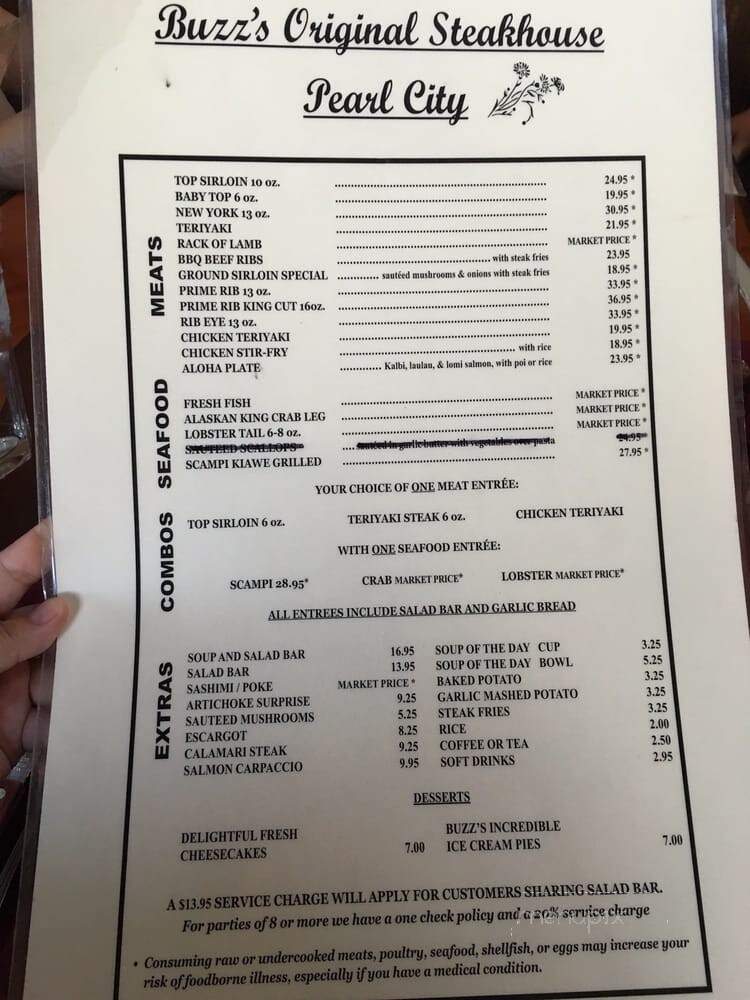 Buzz's Original Steakhouse
Pearl City
MEATS
TOP SIRLOIN 10 oz. ........ 24.95 *
BABY TOP 6 oz. ........ 19.95 *
NEW YORK 13 oz. ........ 30.95 *
TERIYAKI ........ 21.95 *
RACK OF LAMB ........ MARKET PRICE *
BBQ BEEF RIBS ........ with steak fries 23.95
GROUND SIRLOIN SPECIAL ........ sautéed mushrooms & onions with steak fries 18.95 *
PRIME RIB 13 oz. ........ 33.95 *
PRIME RIB KING CUT 16oz. ........ 36.95 *
RIB EYE 13 oz. ........ 33.95 *
CHICKEN TERIYAKI ........ 19.95 *
CHICKEN STIR-FRY ........ with rice 18.95 *
ALOHA PLATE ........ Kalbi, laulau, & lomi salmon, with poi or rice 23.95 *
SEAFOOD
FRESH FISH ........ MARKET PRICE *
ALASKAN KING CRAB LEG ........ MARKET PRICE *
LOBSTER TAIL 6-8 oz. ........ MARKET PRICE *
SAUTEED SCALLOPS ........ sautéed in garlic butter with vegetables over pasta 24.95*
SCAMPI KIAWE GRILLED ........ 27.95 *
COMBOS
YOUR CHOICE OF ONE MEAT ENTRÉE:
TOP SIRLOIN 6 oz. TERIYAKI STEAK 6 oz. CHICKEN TERIYAKI
WITH ONE SEAFOOD ENTRÉE:
SCAMPI 28.95* CRAB MARKET PRICE* LOBSTER MARKET PRICE*
ALL ENTREES INCLUDE SALAD BAR AND GARLIC BREAD
EXTRAS
SOUP AND SALAD BAR 16.95 SOUP OF THE DAY CUP 3.25
SALAD BAR 13.95 SOUP OF THE DAY BOWL 5.25
SASHIMI / POKE MARKET PRICE * BAKED POTATO 3.25
ARTICHOKE SURPRISE 9.25 GARLIC MASHED POTATO 3.25
SAUTEED MUSHROOMS 5.25 STEAK FRIES 3.25
ESCARGOT 8.25 RICE 2.00
CALAMARI STEAK 9.25 COFFEE OR TEA 2.50
SALMON CARPACCIO 9.95 SOFT DRINKS 2.95
DESSERTS
DELIGHTFUL FRESH BUZZ'S INCREDIBLE
CHEESECAKES 7.00 ICE CREAM PIES 7.00
A $13.95 SERVICE CHARGE WILL APPLY FOR CUSTOMERS SHARING SALAD BAR.
For parties of 8 or more we have a one check policy and a 20% service charge
menupix
• Consuming raw or undercooked meats, poultry, seafood, shellfish, or eggs may increase your
risk of foodborne illness, especially if you have a medical condition.